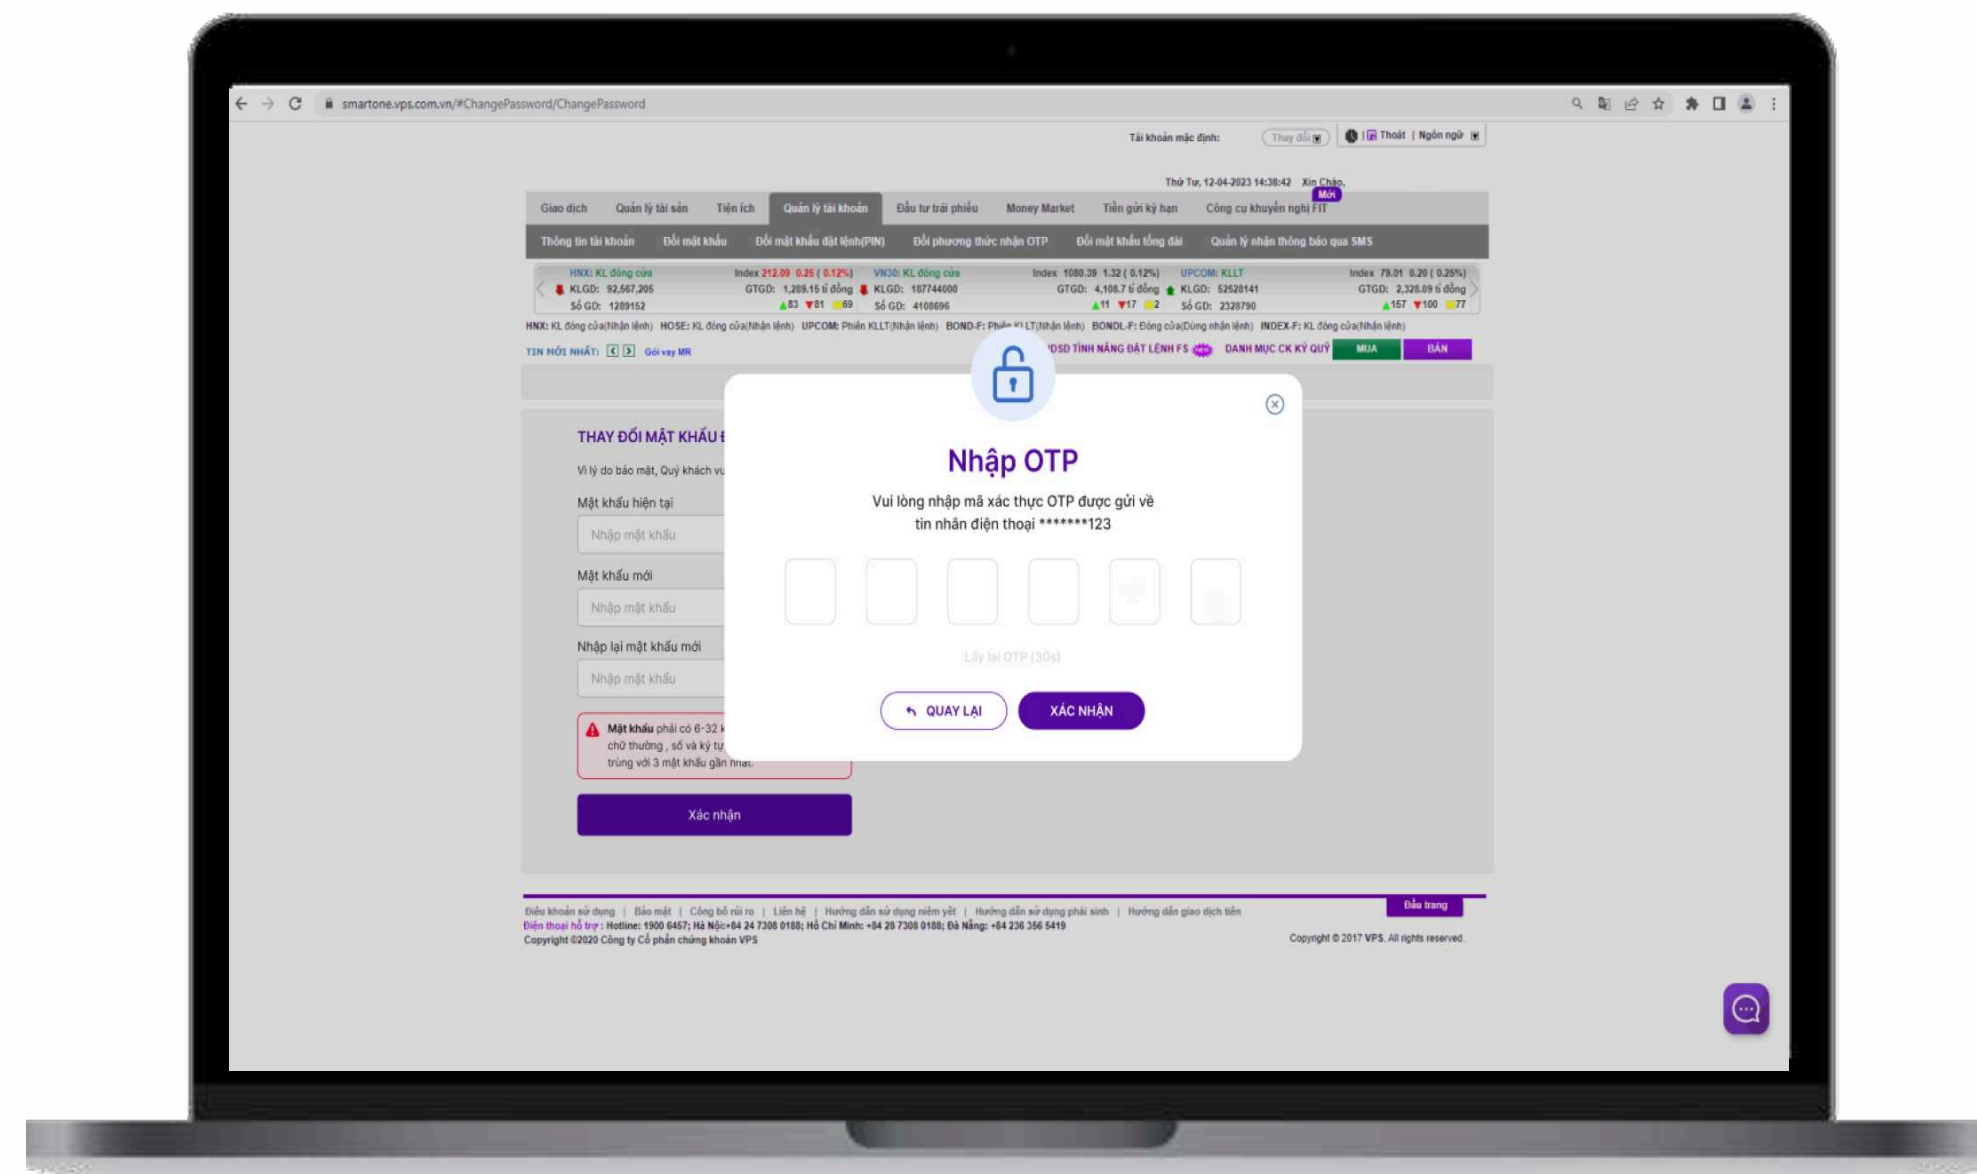 smartone.vps.com.vn/#ChangePassword/ChangePassword
Tài khoản mặc định: Thay đổi | Thoát | Ngôn ngữ
Thứ Tư, 12-04-2023 14:38:42 Xin Chào,
Mới
Giao dịch Quản lý tài sản Tiện ích Quản lý tài khoản Đầu tư trái phiếu Money Market Tiền gửi kỳ hạn Công cụ khuyến nghị FIT
Thông tin tài khoản Đổi mật khẩu Đổi mật khẩu đặt lệnh(PIN) Đổi phương thức nhận OTP Đổi mật khẩu tổng đài Quản lý nhận thông báo qua SMS
HNX: KL đóng cửa Index 212.09 0.25 ( 0.12%) VN30: KL đóng cửa Index 1080.39 1.32 ( 0.12%) UPCOM: KLLT Index 79.01 0.20 ( 0.25%)
KLGD: 92,567,205 GTGD: 1,289.15 tỉ đồng KLGD: 187744000 GTGD: 4,108.7 tỉ đồng KLGD: 52528141 GTGD: 2,328.09 tỉ đồng
Số GD: 1289152 83 81 69 Số GD: 4108696 11 17 2 Số GD: 2328790 157 100 77
HNX: KL đóng cửa(Nhận lệnh) HOSE: KL đóng cửa(Nhận lệnh) UPCOM: Phiên KLLT(Nhận lệnh) BOND-F: Phiên KLLT(Nhận lệnh) BONDL-F: Đóng cửa(Dừng nhận lệnh) INDEX-F: KL đóng cửa(Nhận lệnh)
TIN MỚI NHẤT: Gói vay MR HDSD TÍNH NĂNG ĐẶT LỆNH FS DANH MỤC CK KÝ QUỸ MUA BÁN
THAY ĐỔI MẬT KHẨU Đ
Vì lý do bảo mật, Quý khách vu
Mật khẩu hiện tại
Nhập mật khẩu
Mật khẩu mới
Nhập mật khẩu
Nhập lại mật khẩu mới
Nhập mật khẩu
Mật khẩu phải có 6-32 k
chữ thường , số và ký tự
trùng với 3 mật khẩu gần nhất.
Xác nhận
Nhập OTP
Vui lòng nhập mã xác thực OTP được gửi về
tin nhắn điện thoại *******123
Lấy lại OTP (30s)
QUAY LẠI XÁC NHẬN
Điều khoản sử dụng | Bảo mật | Công bố rủi ro | Liên hệ | Hướng dẫn sử dụng niêm yết | Hướng dẫn sử dụng phái sinh | Hướng dẫn giao dịch tiền Đầu trang
Điện thoại hỗ trợ : Hotline: 1900 6457; Hà Nội:+84 24 7308 0188; Hồ Chí Minh: +84 28 7308 0188; Đà Nẵng: +84 236 356 5419
Copyright ©2020 Công ty Cổ phần chứng khoán VPS Copyright © 2017 VPS. All rights reserved.